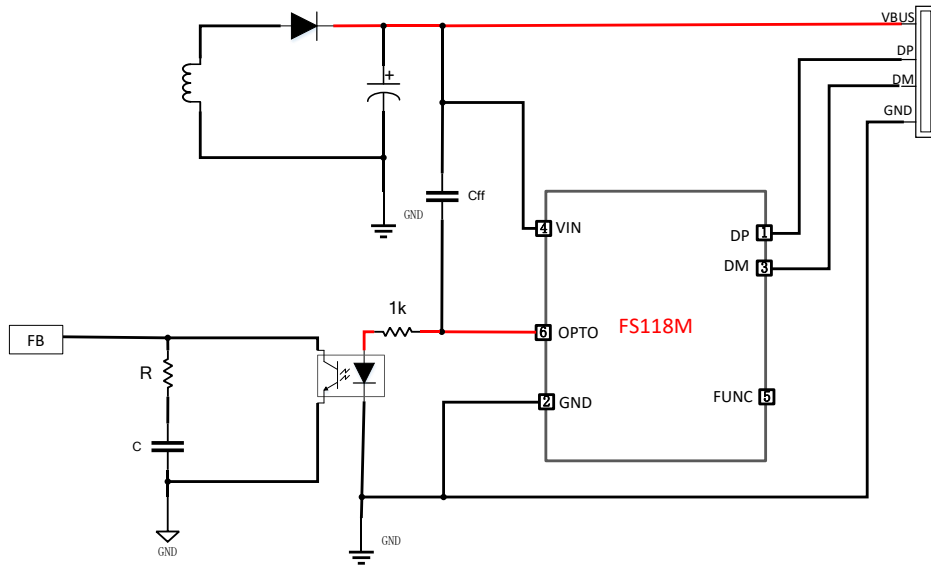 VBUS
DP
DM
GND
+
Cff
GND
4
VIN
DP
1
DM
3
1k
6
OPTO
FS118M
FB
R
C
2
GND
FUNC
5
GND
GND